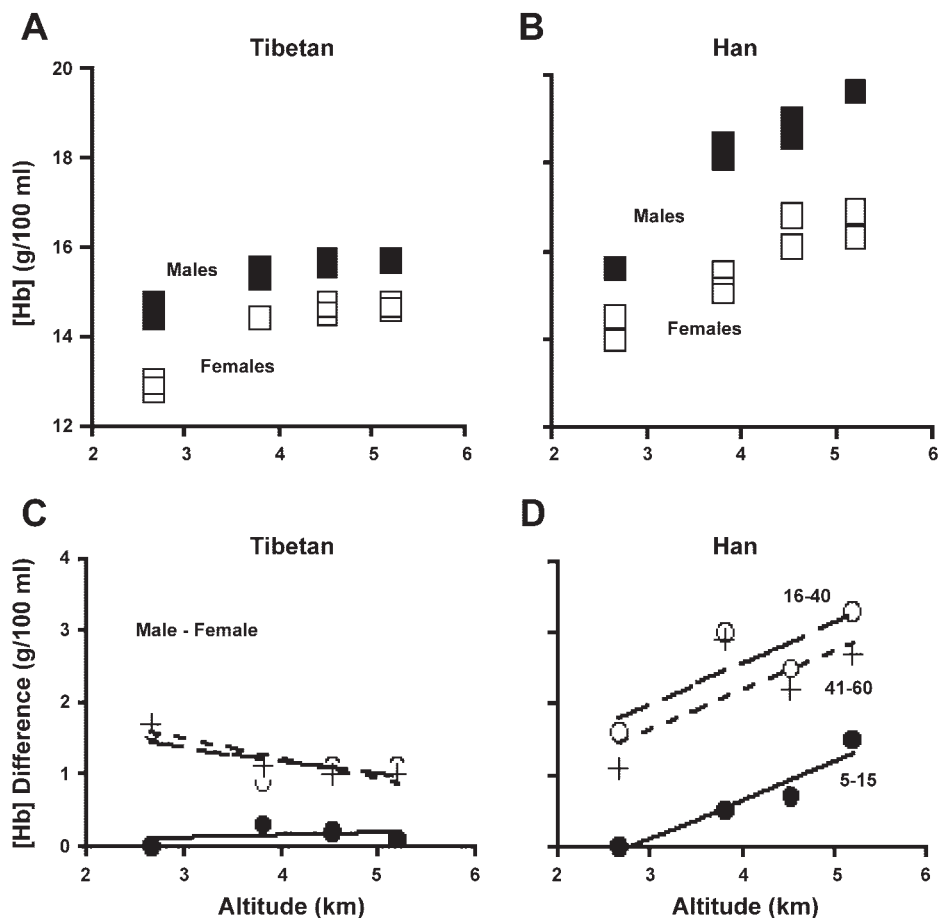 A
Tibetan
B
Han
[Hb] (g/100 ml)
20
18
16
14
12
Males
Females
2
3
4
5
6
Males
Females
2
3
4
5
6
C
Tibetan
D
Han
[Hb] Difference (g/100 ml)
4
3
2
1
0
Male - Female
2
3
4
5
6
Altitude (km)
16-40
41-60
5-15
2
3
4
5
6
Altitude (km)